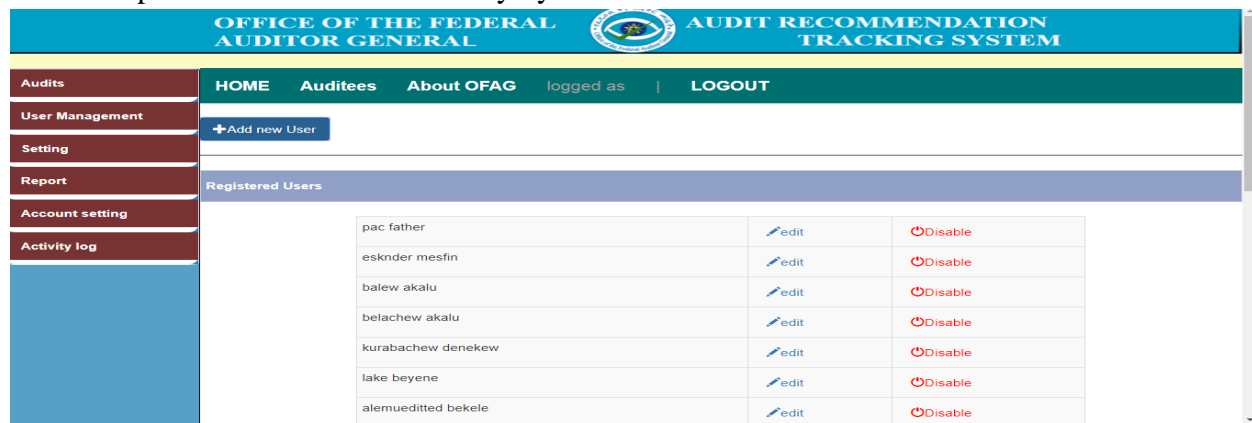 OFFICE OF THE FEDERAL AUDIT RECOMMENDATION
AUDITOR GENERAL TRACKING SYSTEM
Audits
User Management
Setting
Report
Account setting
Activity log
HOME Auditees About OFAG logged as | LOGOUT
Add new User
Registered Users
pac father edit Disable
esknder mesfin edit Disable
balew akalu edit Disable
belachew akalu edit Disable
kurabachew denekew edit Disable
lake beyene edit Disable
alemueditted bekele edit Disable